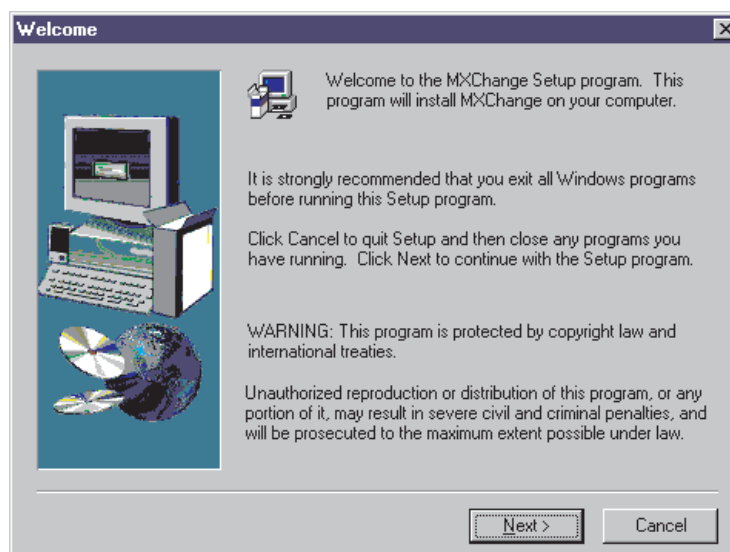 Welcome
Welcome to the MXChange Setup program. This
program will install MXChange on your computer.
It is strongly recommended that you exit all Windows programs
before running this Setup program.
Click Cancel to quit Setup and then close any programs you
have running. Click Next to continue with the Setup program.
WARNING: This program is protected by copyright law and
international treaties.
Unauthorized reproduction or distribution of this program, or any
portion of it, may result in severe civil and criminal penalties, and
will be prosecuted to the maximum extent possible under law.
Next >
Cancel